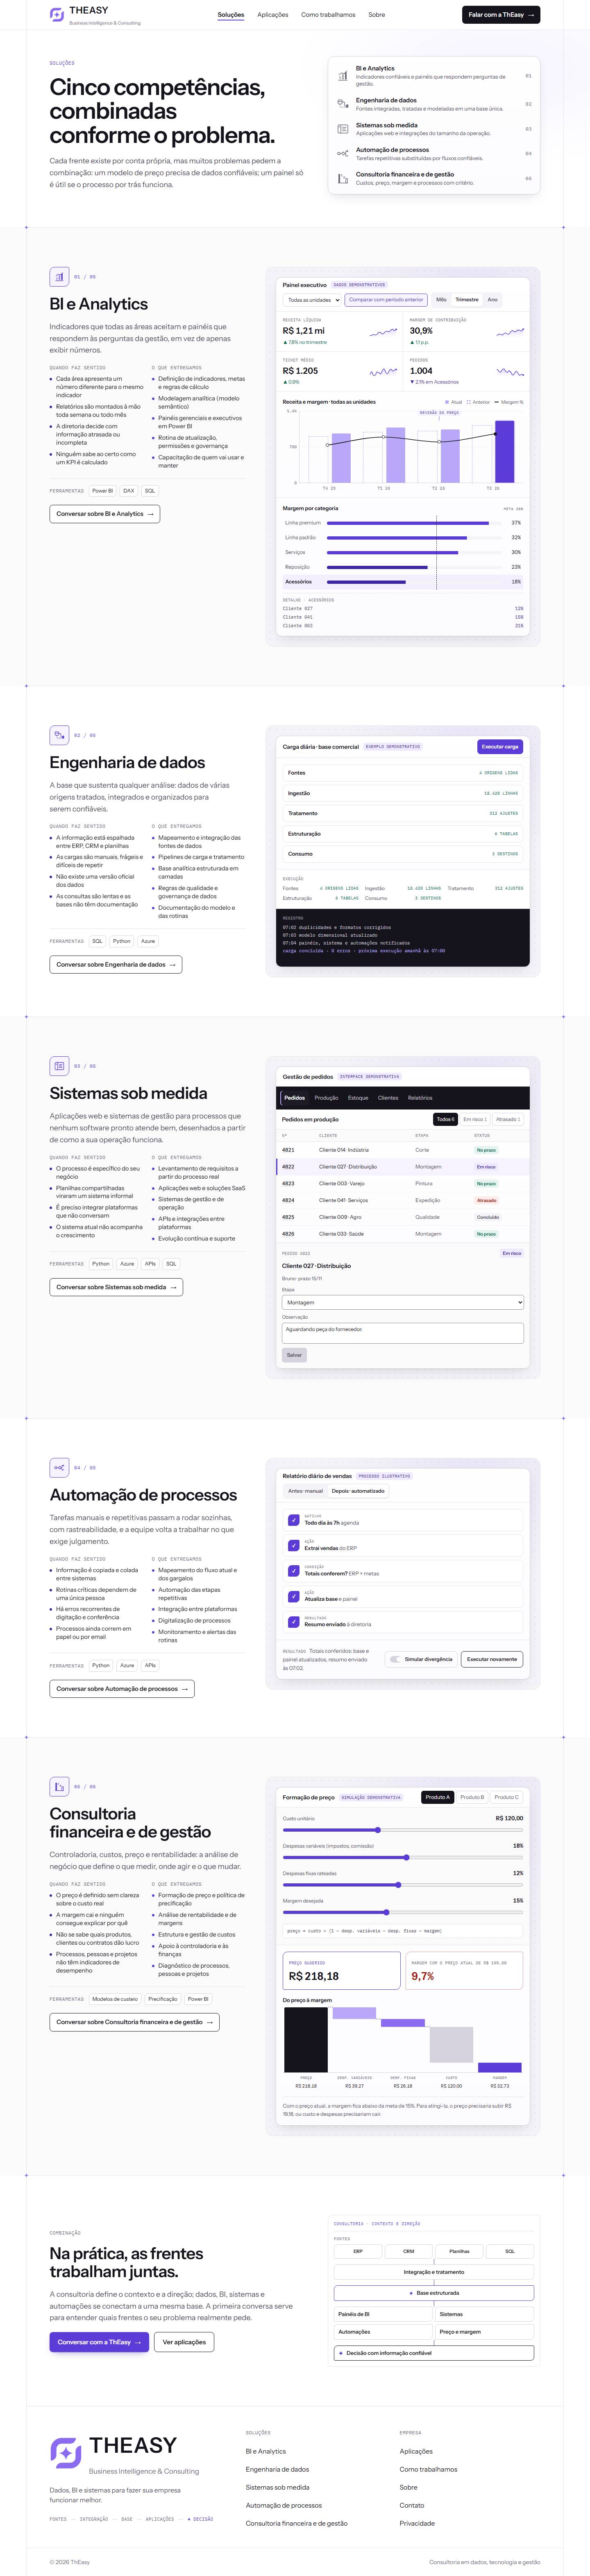 THEASY
Business Intelligence & Consulting
Soluções
Aplicações
Como trabalhamos
Sobre
Falar com a ThEasy →
SOLUÇÕES
Cinco competências,
combinadas
conforme o problema.
Cada frente existe por conta própria, mas muitos problemas pedem a
combinação: um modelo de preço precisa de dados confiáveis; um painel só
é útil se o processo por trás funciona.
BI e Analytics
Indicadores confiáveis e painéis que respondem perguntas de
gestão.
01
Engenharia de dados
Fontes integradas, tratadas e modeladas em uma base única.
02
Sistemas sob medida
Aplicações web e integrações do tamanho da operação.
03
Automação de processos
Tarefas repetitivas substituídas por fluxos confiáveis.
04
Consultoria financeira e de gestão
Custos, preço, margem e processos com critério.
05
01 / 05
BI e Analytics
Indicadores que todas as áreas aceitam e painéis que
respondem às perguntas da gestão, em vez de apenas
exibir números.
QUANDO FAZ SENTIDO
Cada área apresenta um
número diferente para o mesmo
indicador
Relatórios são montados à mão
toda semana ou todo mês
A diretoria decide com
informação atrasada ou
incompleta
Ninguém sabe ao certo como
um KPI é calculado
O QUE ENTREGAMOS
Definição de indicadores, metas
e regras de cálculo
Modelagem analítica (modelo
semântico)
Painéis gerenciais e executivos
em Power BI
Rotina de atualização,
permissões e governança
Capacitação de quem vai usar e
manter
FERRAMENTAS
Power BI
DAX
SQL
Conversar sobre BI e Analytics →
Painel executivo
DADOS DEMONSTRATIVOS
Todas as unidades
Comparar com período anterior
Mês
Trimestre
Ano
RECEITA LÍQUIDA
R$ 1,21 mi
▲ 7,8% no trimestre
MARGEM DE CONTRIBUIÇÃO
30,9%
▲ 1,1 p.p.
TICKET MÉDIO
R$ 1.205
▲ 0,9%
PEDIDOS
1.004
▼ 2,1% em Acessórios
Receita e margem · todas as unidades
Atual
Anterior
Margem %
REVISÃO DO PREÇO
700
0
T4 25
T1 26
T2 26
T3 26
Margem por categoria
Linha premium
37%
Linha padrão
32%
Serviços
30%
Reposição
23%
Acessórios
18%
DETALHE · ACESSÓRIOS
Cliente 027
12%
Cliente 041
15%
Cliente 003
21%
02 / 05
Engenharia de dados
A base que sustenta qualquer análise: dados de várias
origens tratados, integrados e organizados para
serem confiáveis.
QUANDO FAZ SENTIDO
A informação está espalhada
entre ERP, CRM e planilhas
As cargas são manuais, frágeis e
difíceis de repetir
Não existe uma versão oficial
dos dados
As consultas são lentas e as
bases não têm documentação
O QUE ENTREGAMOS
Mapeamento e integração das
fontes de dados
Pipelines de carga e tratamento
Base analítica estruturada em
camadas
Regras de qualidade e
governança de dados
Documentação do modelo e
das rotinas
FERRAMENTAS
SQL
Python
Azure
Conversar sobre Engenharia de dados →
Carga diária · base comercial
EXEMPLO DEMONSTRATIVO
Executar carga
Fontes
4 ORIGENS LIDAS
Ingestão
18.420 LINHAS
Tratamento
312 AJUSTES
Estruturação
6 TABELAS
Consumo
3 DESTINOS
EXECUÇÃO
Fontes 4 ORIGENS LIDAS Ingestão 18.420 LINHAS Tratamento 312 AJUSTES
Estruturação 6 TABELAS Consumo 3 DESTINOS
REGISTRO
07:02 duplicidades e formatos corrigidos
07:03 modelo dimensional atualizado
07:04 painéis, sistema e automações notificados
carga concluída · 0 erros · próxima execução amanhã às 07:00
03 / 05
Sistemas sob medida
Aplicações web e sistemas de gestão para processos que
nenhum software pronto atende bem, desenhados a partir
de como a sua operação funciona.
QUANDO FAZ SENTIDO
O processo é específico do seu
negócio
Planilhas compartilhadas
viraram um sistema informal
É preciso integrar plataformas
que não conversam
O sistema atual não acompanha
o crescimento
O QUE ENTREGAMOS
Levantamento de requisitos a
partir do processo real
Aplicações web e soluções SaaS
Sistemas de gestão e de
operação
APIs e integrações entre
plataformas
Evolução contínua e suporte
FERRAMENTAS
Python
Azure
APIs
SQL
Conversar sobre Sistemas sob medida →
Gestão de pedidos
INTERFACE DEMONSTRATIVA
Pedidos
Produção
Estoque
Clientes
Relatórios
Pedidos em produção
Todos 6
Em risco 1
Atrasado 1
Nº CLIENTE ETAPA STATUS
4821 Cliente 014 · Indústria Corte No prazo
4822 Cliente 027 · Distribuição Montagem Em risco
4823 Cliente 003 · Varejo Pintura No prazo
4824 Cliente 041 · Serviços Expedição Atrasado
4825 Cliente 009 · Agro Qualidade Concluído
4826 Cliente 033 · Saúde Montagem No prazo
PEDIDO 4822
Em risco
Cliente 027 · Distribuição
Bruno · prazo 15/11
Etapa
Montagem
Observação
Aguardando peça do fornecedor.
Salvar
04 / 05
Automação de processos
Tarefas manuais e repetitivas passam a rodar sozinhas,
com rastreabilidade, e a equipe volta a trabalhar no que
exige julgamento.
QUANDO FAZ SENTIDO
Informação é copiada e colada
entre sistemas
Rotinas críticas dependem de
uma única pessoa
Há erros recorrentes de
digitação e conferência
Processos ainda correm em
papel ou por email
O QUE ENTREGAMOS
Mapeamento do fluxo atual e
dos gargalos
Automação das etapas
repetitivas
Integração entre plataformas
Digitalização de processos
Monitoramento e alertas das
rotinas
FERRAMENTAS
Python
Azure
APIs
Conversar sobre Automação de processos →
Relatório diário de vendas
PROCESSO ILUSTRATIVO
Antes · manual
Depois · automatizado
GATILHO
Todo dia às 7h agenda
AÇÃO
Extrai vendas do ERP
CONDIÇÃO
Totais conferem? ERP × metas
AÇÃO
Atualiza base e painel
RESULTADO
Resumo enviado à diretoria
RESULTADO Totais conferidos: base e
painel atualizados, resumo enviado
às 07:02.
Simular divergência
Executar novamente
05 / 05
Consultoria
financeira e de gestão
Controladoria, custos, preço e rentabilidade: a análise de
negócio que define o que medir, onde agir e o que mudar.
QUANDO FAZ SENTIDO
O preço é definido sem clareza
sobre o custo real
A margem cai e ninguém
consegue explicar por quê
Não se sabe quais produtos,
clientes ou contratos dão lucro
Processos, pessoas e projetos
não têm indicadores de
desempenho
O QUE ENTREGAMOS
Formação de preço e política de
precificação
Análise de rentabilidade e de
margens
Estrutura e gestão de custos
Apoio à controladoria e às
finanças
Diagnóstico de processos,
pessoas e projetos
FERRAMENTAS
Modelos de custeio
Precificação
Power BI
Conversar sobre Consultoria financeira e de gestão →
Formação de preço
SIMULAÇÃO DEMONSTRATIVA
Produto A
Produto B
Produto C
Custo unitário
R$ 120,00
Despesas variáveis (impostos, comissão)
18%
Despesas fixas rateadas
12%
Margem desejada
15%
preço = custo ÷ (1 − desp. variáveis − desp. fixas − margem)
PREÇO SUGERIDO
R$ 218,18
MARGEM COM O PREÇO ATUAL DE R$ 199,00
9,7%
Do preço à margem
PREÇO
R$ 218,18
DESP. VARIÁVEIS
R$ 39,27
DESP. FIXAS
R$ 26,18
CUSTO
R$ 120,00
MARGEM
R$ 32,73
Com o preço atual, a margem fica abaixo da meta de 15%. Para atingi-la, o preço precisaria subir R$
19,18, ou custo e despesas precisariam cair.
COMBINAÇÃO
Na prática, as frentes
trabalham juntas.
A consultoria define o contexto e a direção; dados, BI, sistemas e
automações se conectam a uma mesma base. A primeira conversa serve
para entender quais frentes o seu problema realmente pede.
Conversar com a ThEasy →
Ver aplicações
CONSULTORIA · CONTEXTO E DIREÇÃO
FONTES
ERP
CRM
Planilhas
SQL
Integração e tratamento
Base estruturada
Painéis de BI
Sistemas
Automações
Preço e margem
Decisão com informação confiável
THEASY
Business Intelligence & Consulting
Dados, BI e sistemas para fazer sua empresa
funcionar melhor.
FONTES — INTEGRAÇÃO — BASE — APLICAÇÕES — DECISÃO
SOLUÇÕES
BI e Analytics
Engenharia de dados
Sistemas sob medida
Automação de processos
Consultoria financeira e de gestão
EMPRESA
Aplicações
Como trabalhamos
Sobre
Contato
Privacidade
© 2026 ThEasy
Consultoria em dados, tecnologia e gestão